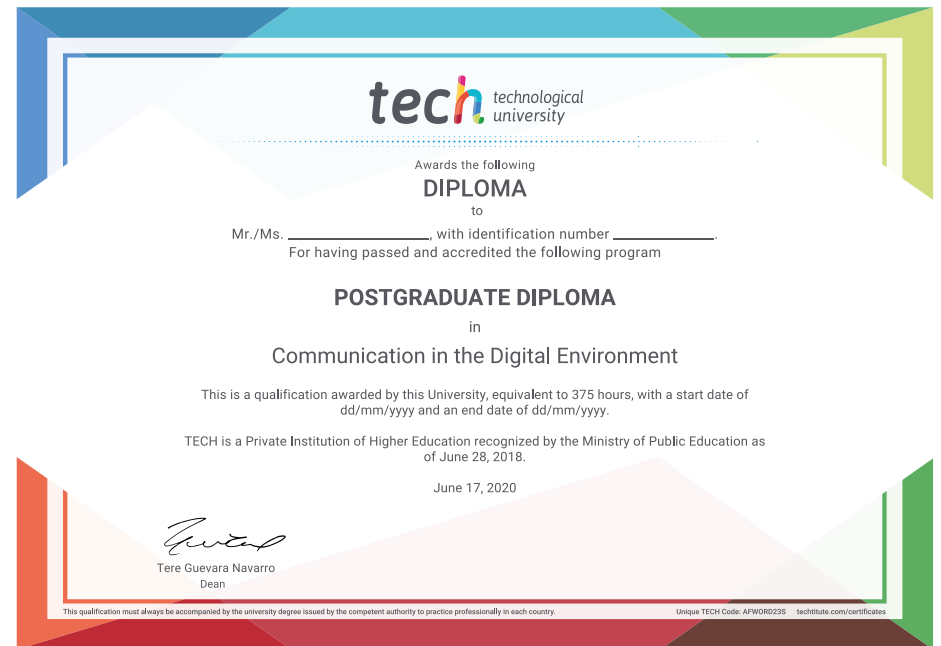 tech technological
university
Awards the following
DIPLOMA
to
Mr./Ms. ____________, with identification number ____________.
For having passed and accredited the following program
POSTGRADUATE DIPLOMA
in
Communication in the Digital Environment
This is a qualification awarded by this University, equivalent to 375 hours, with a start date of
dd/mm/yyyy and an end date of dd/mm/yyyy.
TECH is a Private Institution of Higher Education recognized by the Ministry of Public Education as
of June 28, 2018.
June 17, 2020
Tere Guevara Navarro
Dean
This qualification must always be accompanied by the university degree issued by the competent authority to practice professionally in each country.
Unique TECH Code: AFWORD23S techtitute.com/certificates